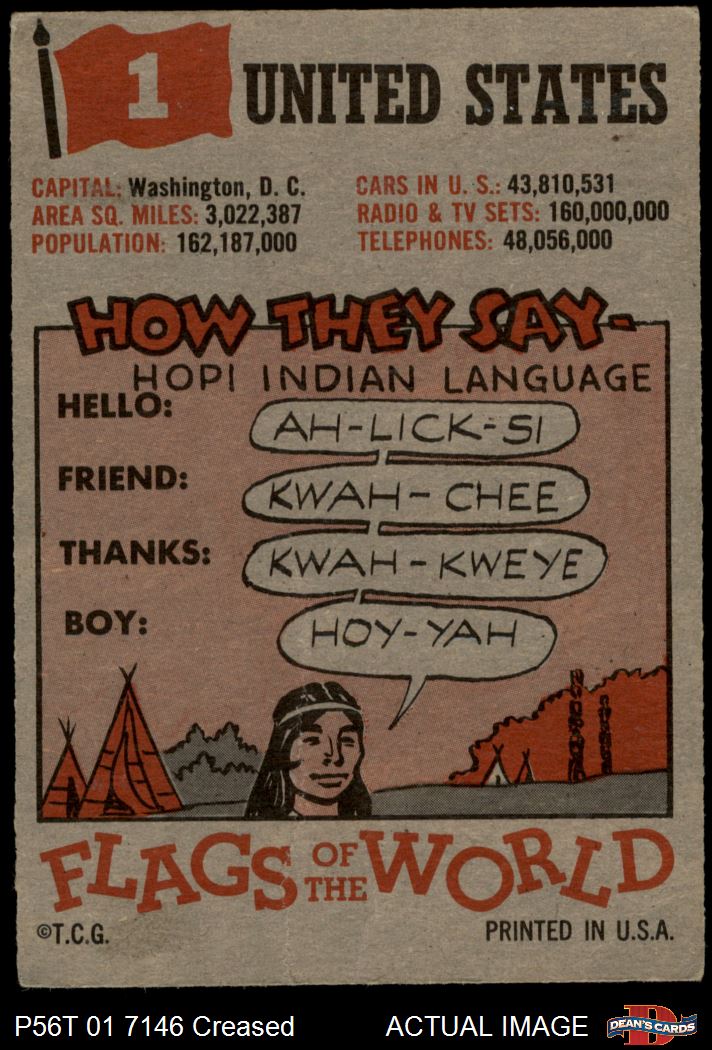 1 UNITED STATES
CAPITAL: Washington, D. C.
AREA SQ. MILES: 3,022,387
POPULATION: 162,187,000
CARS IN U. S.: 43,810,531
RADIO & TV SETS: 160,000,000
TELEPHONES: 48,056,000
HOW THEY SAY-
HOPI INDIAN LANGUAGE
HELLO: AH-LICK-SI
FRIEND: KWAH-CHEE
THANKS: KWAH-KWEYE
BOY: HOY-YAH
FLAGS OF THE WORLD
©T.C.G. PRINTED IN U.S.A.
P56T 01 7146 Creased ACTUAL IMAGE DEAN'S CARDS